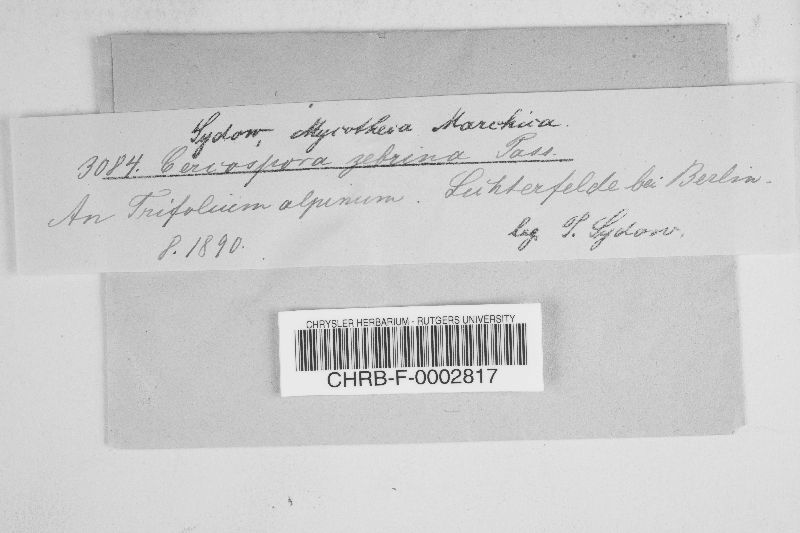 Sydow, Mycotheca Marchica.
3084. Cercospora zebrina Pass.
An Trifolium alpinum. Lichterfelde bei Berlin.
8. 1890. leg. P. Sydow.
CHRYSLER HERBARIUM - RUTGERS UNIVERSITY
CHRB-F-0002817